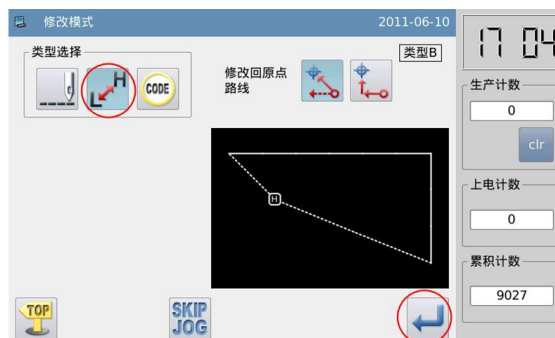 修改模式
2011-06-10
17 04
类型选择
L H
CODE
修改回原点
路线
类型B
生产计数
0
clr
H
上电计数
0
累积计数
9027
TOP
SKIP
JOG